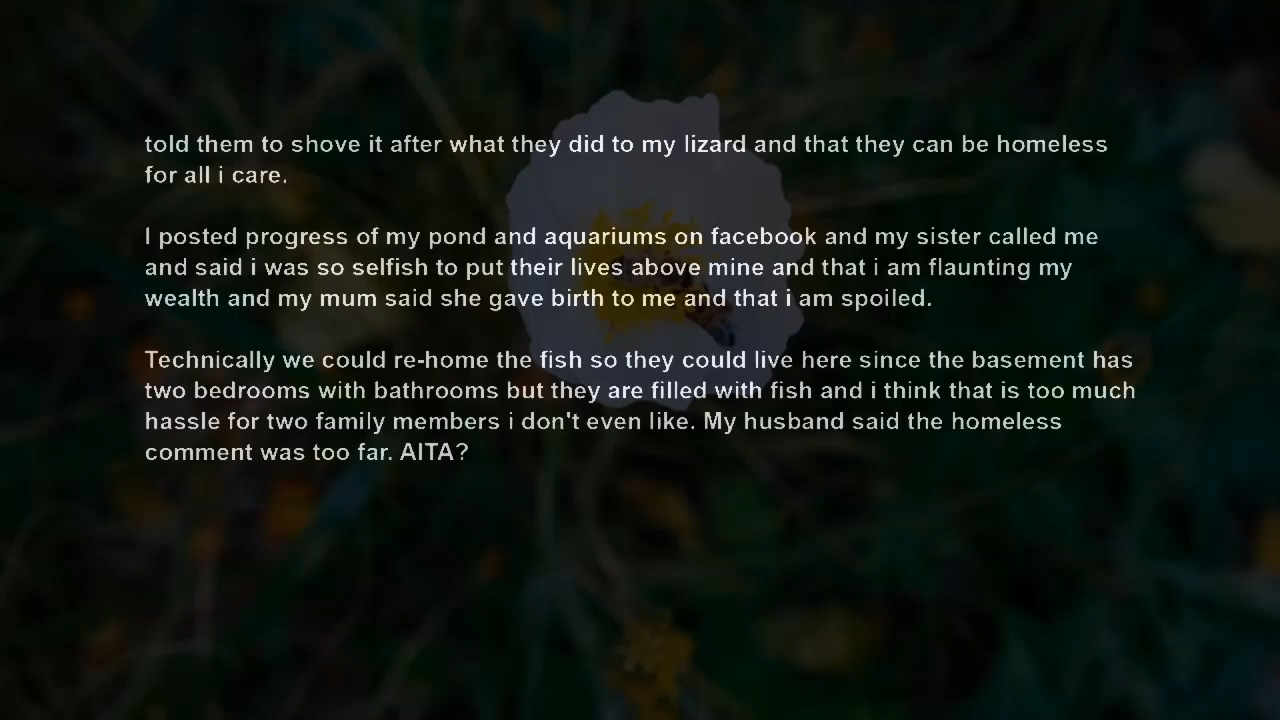 told them to shove it after what they did to my lizard and that they can be homeless
for all i care.
I posted progress of my pond and aquariums on facebook and my sister called me
and said i was so selfish to put their lives above mine and that i am flaunting my
wealth and my mum said she gave birth to me and that i am spoiled.
Technically we could re-home the fish so they could live here since the basement has
two bedrooms with bathrooms but they are filled with fish and i think that is too much
hassle for two family members i don't even like. My husband said the homeless
comment was too far. AITA?